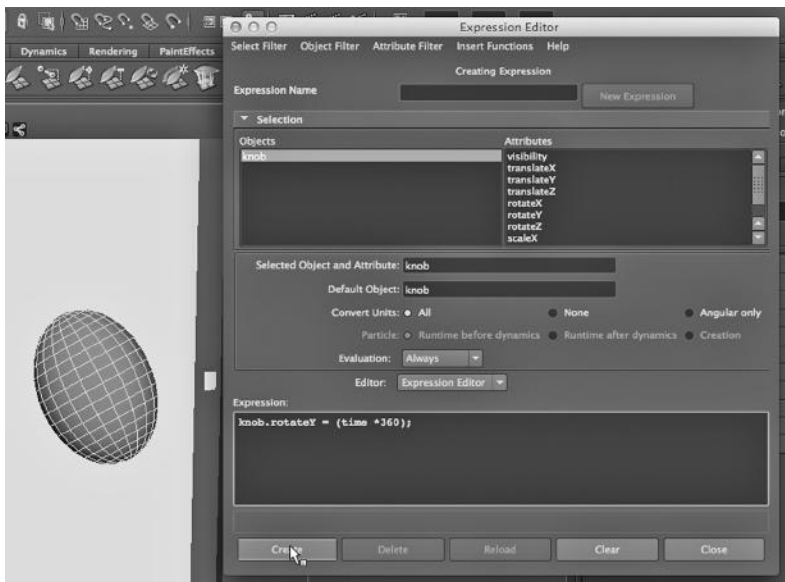 Expression Editor
Dynamics Rendering PaintEffects
Select Filter Object Filter Attribute Filter Insert Functions Help
Creating Expression
Expression Name
New Expression
Selection
Objects
knob
Attributes
visibility
translateX
translateY
translateZ
rotateX
rotateY
rotateZ
scaleX
Selected Object and Attribute: knob
Default Object: knob
Convert Units: All None Angular only
Particle: Runtime before dynamics Runtime after dynamics Creation
Evaluation: Always
Editor: Expression Editor
Expression:
knob.rotateY = (time *360);
Create Delete Reload Clear Close